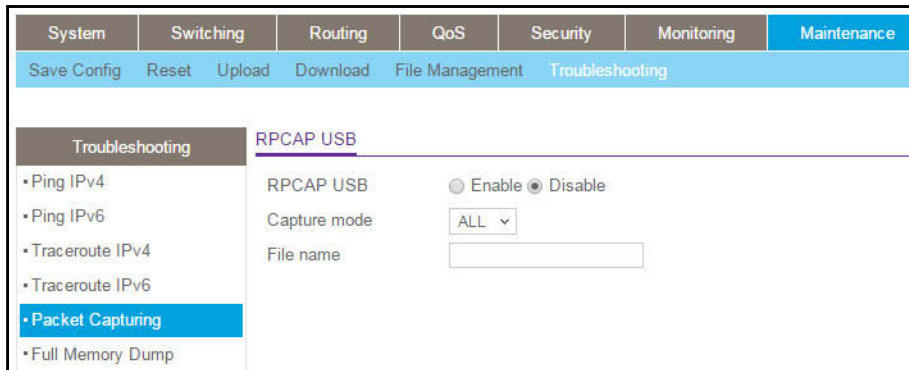 System Switching Routing QoS Security Monitoring Maintenance
Save Config Reset Upload Download File Management Troubleshooting
Troubleshooting
RPCAP USB
▪ Ping IPv4
▪ Ping IPv6
▪ Traceroute IPv4
▪ Traceroute IPv6
▪ Packet Capturing
▪ Full Memory Dump
RPCAP USB Enable Disable
Capture mode ALL
File name